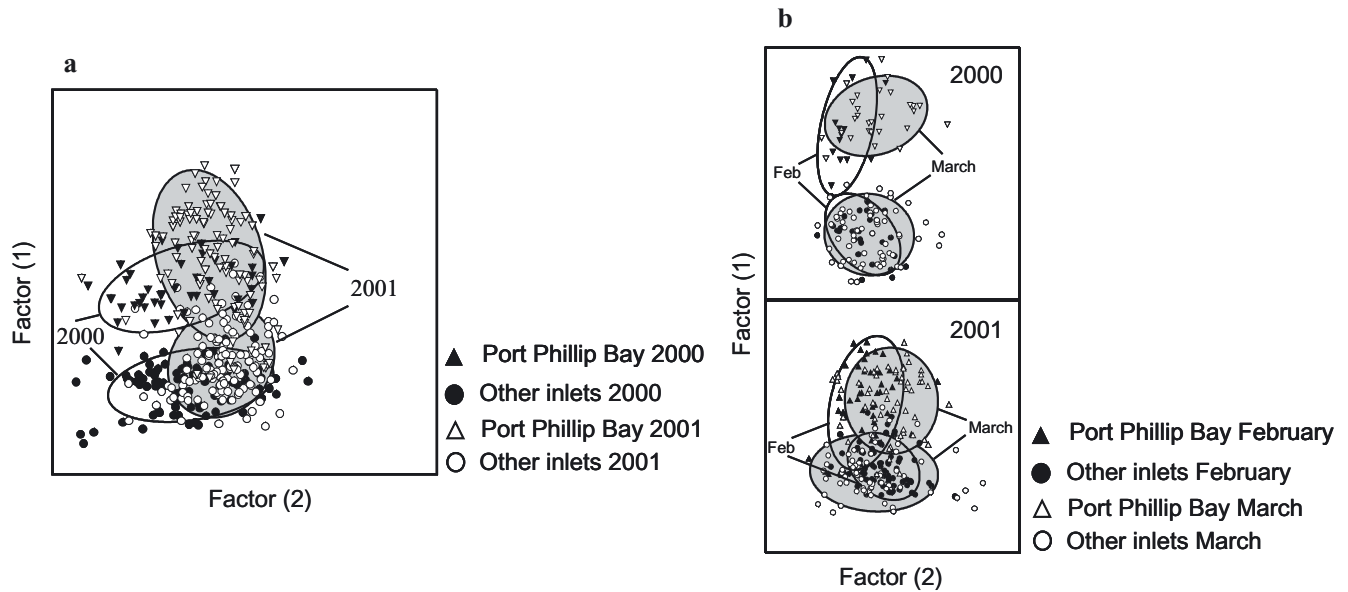 a
Factor (1)
2001
2000
Factor (2)
Port Phillip Bay 2000
Other inlets 2000
Port Phillip Bay 2001
Other inlets 2001
b
2000
Feb
March
Factor (1)
2001
Feb
March
Factor (2)
Port Phillip Bay February
Other inlets February
Port Phillip Bay March
Other inlets March